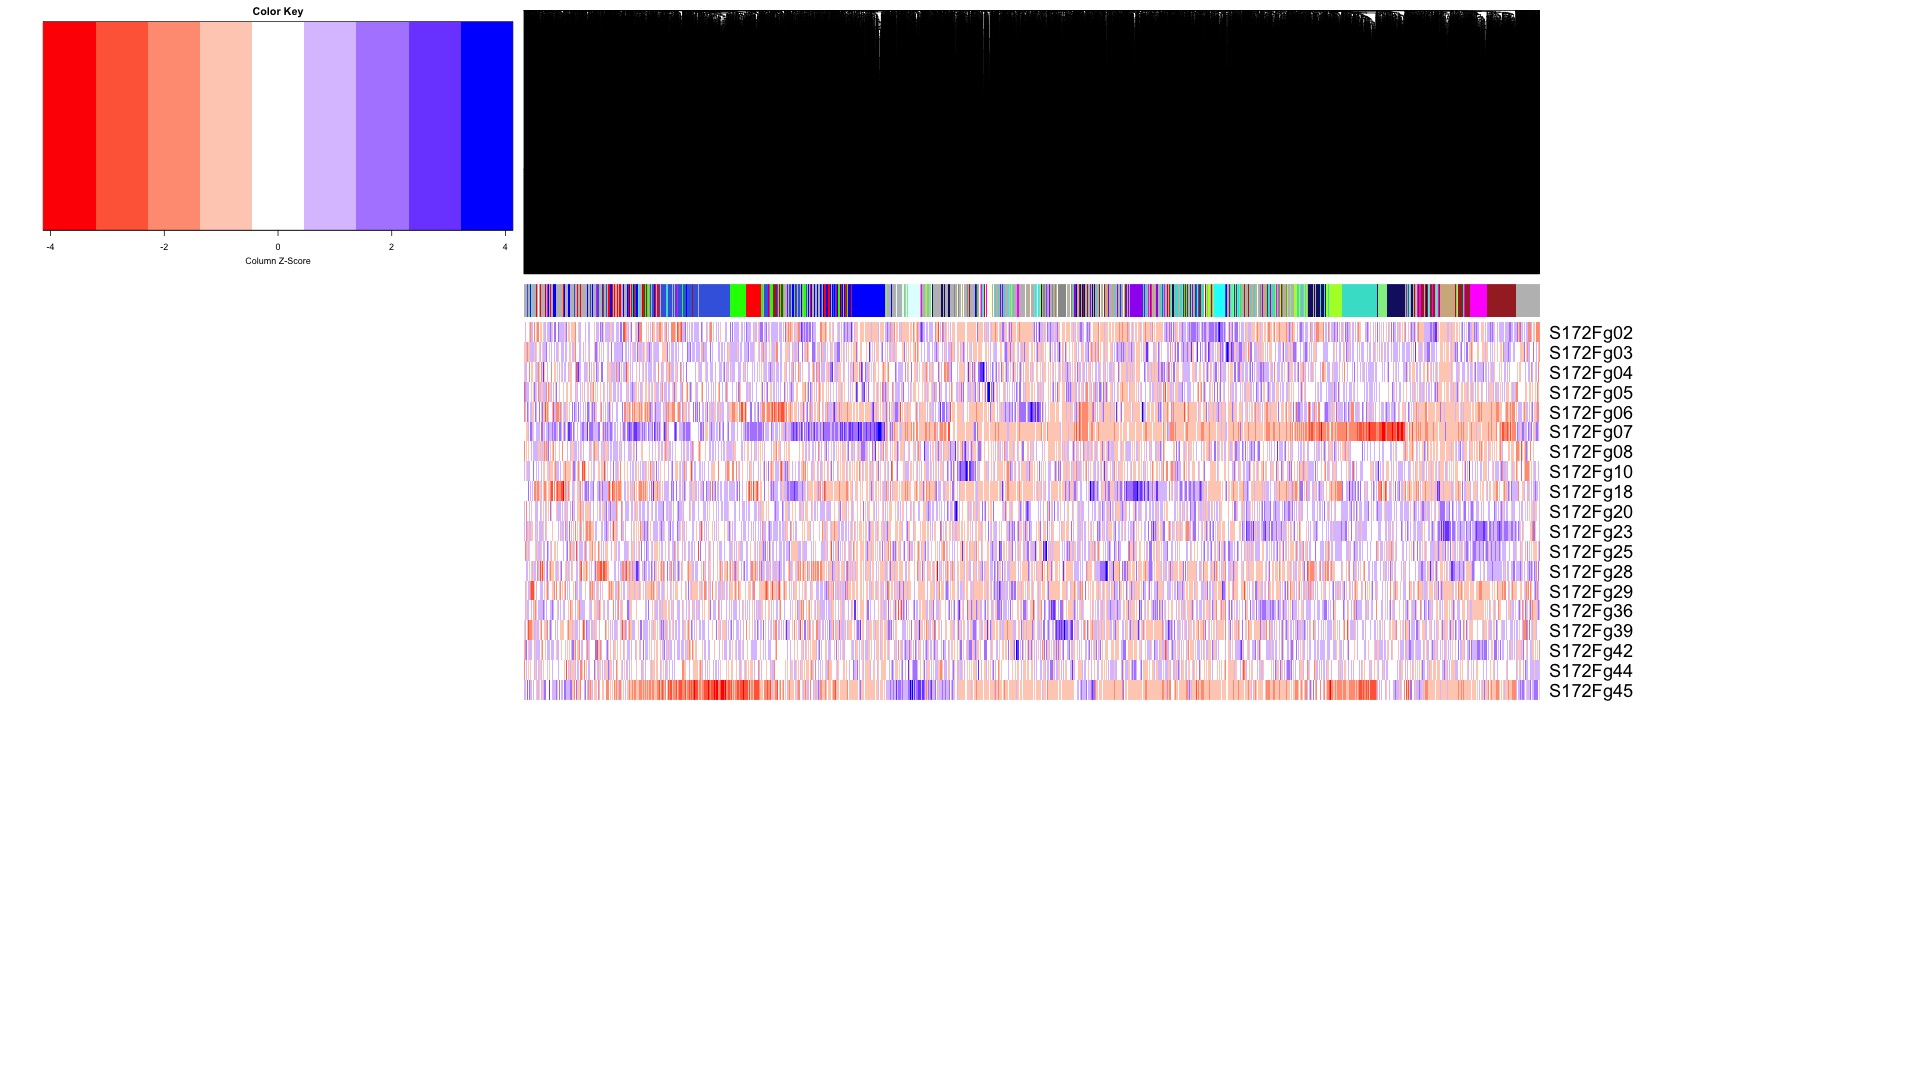 Color Key
-4 -2 0 2 4
Column Z-Score
S172Fg02
S172Fg03
S172Fg04
S172Fg05
S172Fg06
S172Fg07
S172Fg08
S172Fg10
S172Fg18
S172Fg20
S172Fg23
S172Fg25
S172Fg28
S172Fg29
S172Fg36
S172Fg39
S172Fg42
S172Fg44
S172Fg45